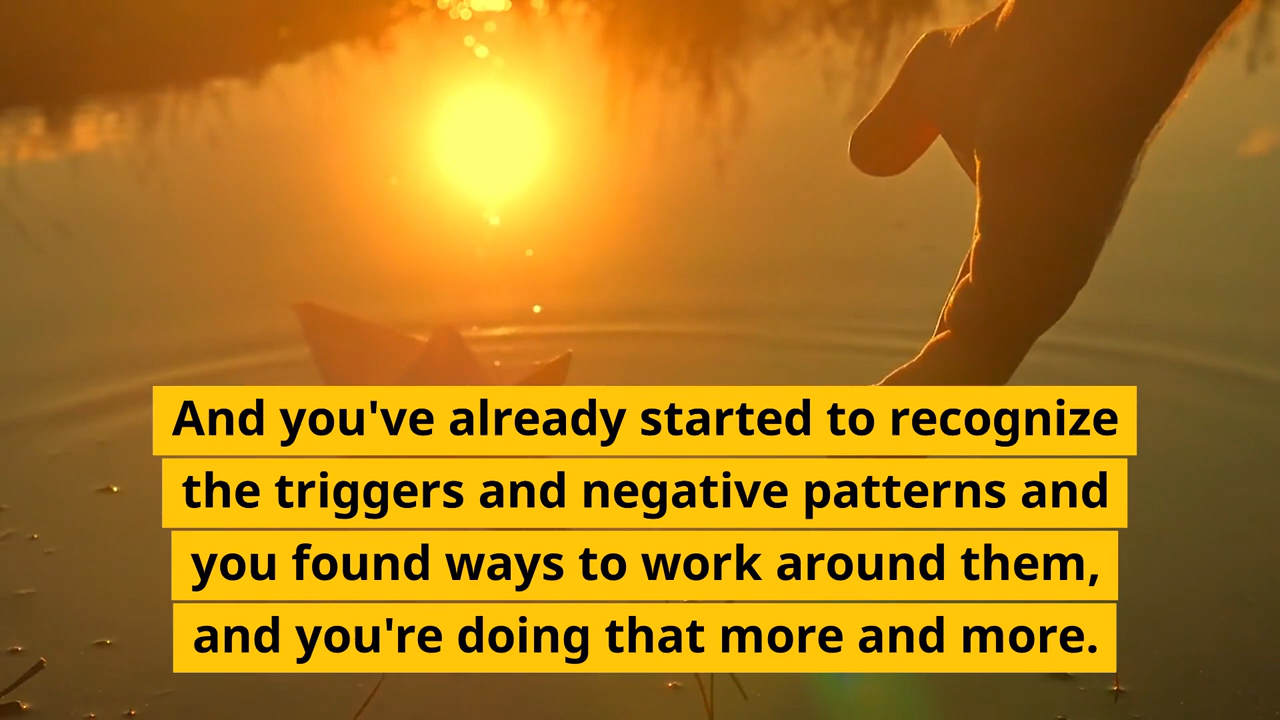 And you've already started to recognize
the triggers and negative patterns and
you found ways to work around them,
and you're doing that more and more.